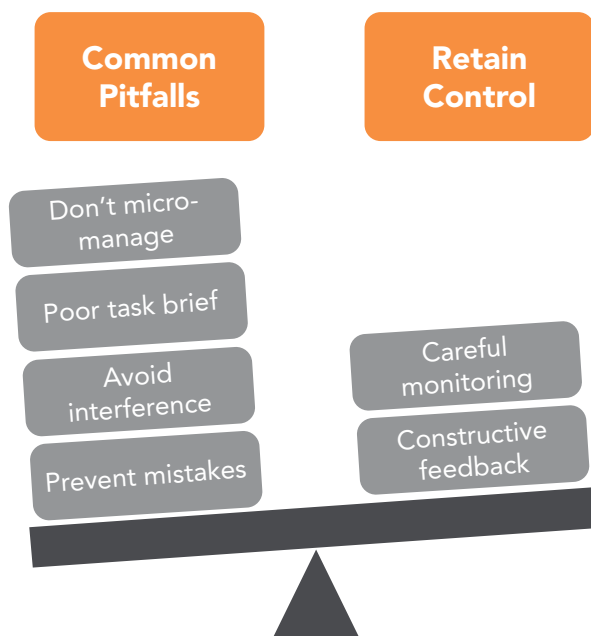 Common
Pitfalls
Retain
Control
Don't micro-
manage
Poor task brief
Avoid
interference
Prevent mistakes
Careful
monitoring
Constructive
feedback